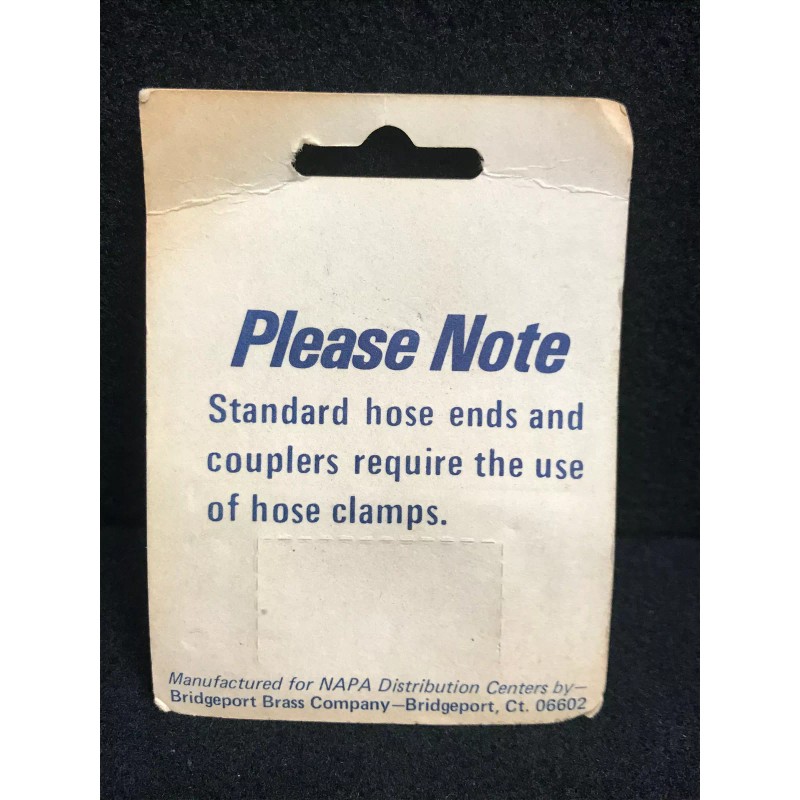 Please Note
Standard hose ends and
couplers require the use
of hose clamps.
Manufactured for NAPA Distribution Centers by—
Bridgeport Brass Company—Bridgeport, Ct. 06602